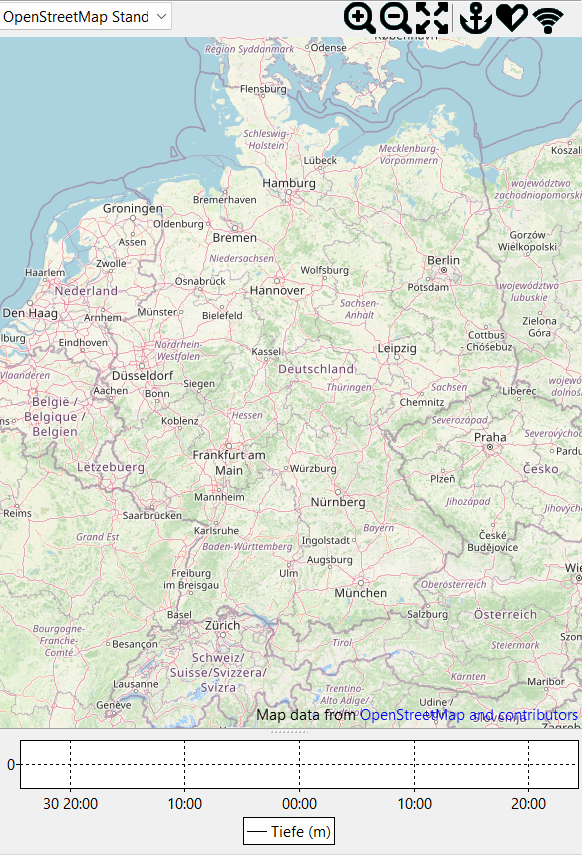 OpenStreetMap Stand
København
Region Syddanmark
Odense
Flensburg
Schleswig-
Holstein
Mecklenburg-
Vorpommern
Koszal
Lübeck
Hamburg
województwo
zachodniopomorski
Bremerhaven
Groningen
Oldenburg
Bremen
Gorzów
Wielkopolski
Assen
Niedersachsen
Berlin
Zwolle
Haarlem
Wolfsburg
Osnabrück
Potsdam
Nederland
Hannover
województwo
lubuskie
Sachsen-
Anhalt
Den Haag
Arnhem
Münster
Bielefeld
Zielona
Góra
lburg
Eindhoven
Cottbus
Chóśebuz
Nordrhein-
Westfalen
Kassel
Leipzig
Vlaanderen
Düsseldorf
Deutschland
Siegen
Thüringen
Sachsen
Aachen
Bonn
Liberec
Chemnitz
België /
Belgique /
Belgien
Hessen
Koblenz
Severozápad
Praha
Severovýchod
Lëtzebuerg
Frankfurt am
Main
Würzburg
Plzeň
Česko
Mannheim
Nürnberg
Jihozápad
Reims
Saarbrücken
Karlsruhe
Bayern
Grand Est
Baden-Württemberg
Ingolstadt
České
Budějovice
Augsburg
Freiburg
im Breisgau
Ulm
München
Oberösterreich
Basel
Zürich
Salzburg
Österreich
Bourgogne-
Franche-
Comté
Besançon
Tirol
Steiermark
Schweiz/
Suisse/Svizzera/
Svizra
Lausanne
Kärnten
Maribor
Genève
Trentino-
Alto Adige/
Udine/
Map data from OpenStreetMap and contributors
0
30 20:00 10:00 00:00 10:00 20:00
Tiefe (m)